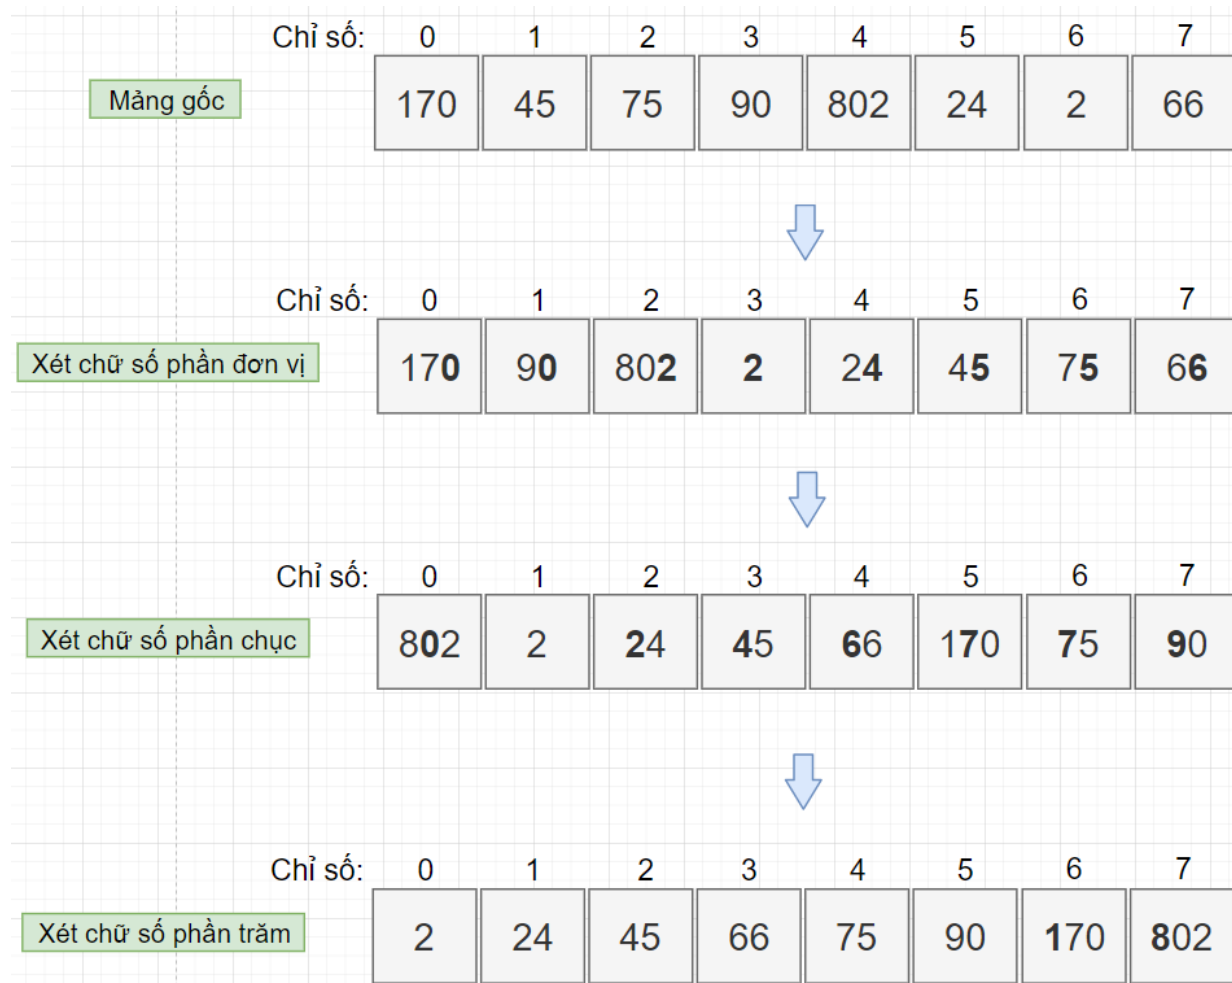 Chỉ số: 0 1 2 3 4 5 6 7
Mảng gốc 170 45 75 90 802 24 2 66
Chỉ số: 0 1 2 3 4 5 6 7
Xét chữ số phần đơn vị 170 90 802 2 24 45 75 66
Chỉ số: 0 1 2 3 4 5 6 7
Xét chữ số phần chục 802 2 24 45 66 170 75 90
Chỉ số: 0 1 2 3 4 5 6 7
Xét chữ số phần trăm 2 24 45 66 75 90 170 802